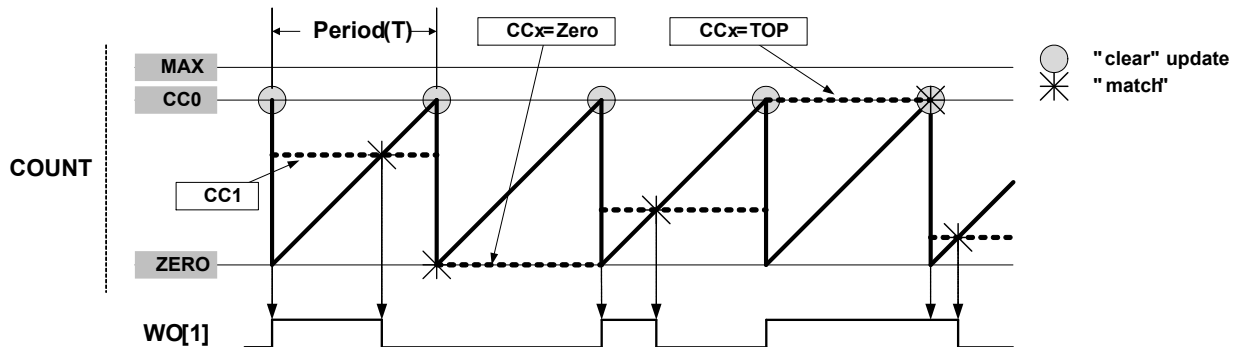 Period(T)
CCx=Zero
CCx=TOP
"clear" update
"match"
MAX
CC0
COUNT
CC1
ZERO
WO[1]